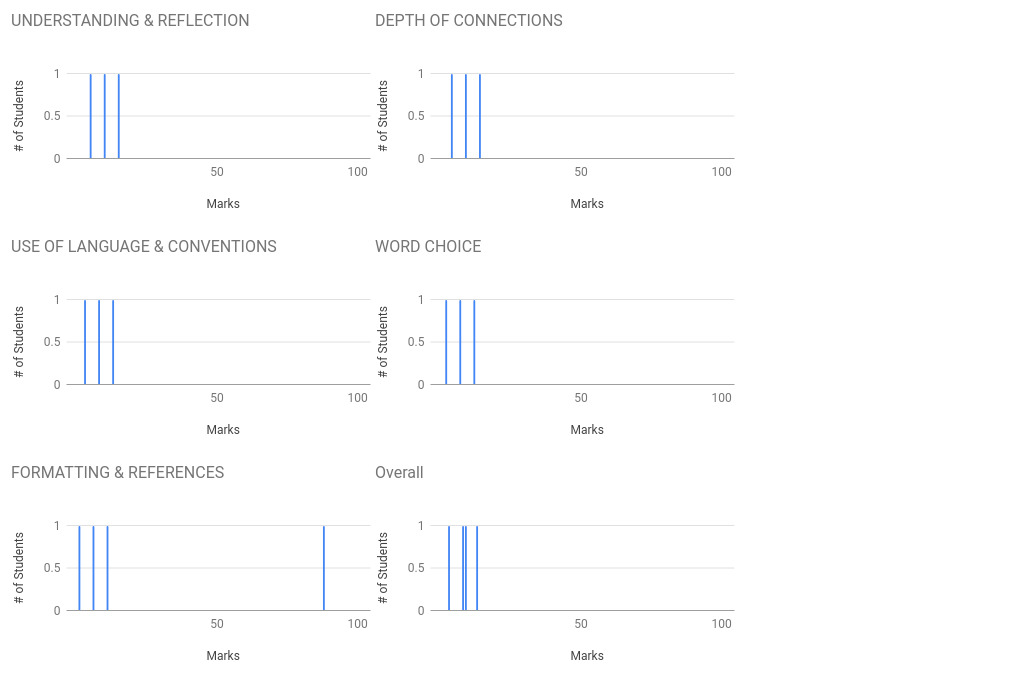 UNDERSTANDING & REFLECTION
# of Students
1
0.5
0
50
100
Marks
DEPTH OF CONNECTIONS
# of Students
1
0.5
0
50
100
Marks
USE OF LANGUAGE & CONVENTIONS
# of Students
1
0.5
0
50
100
Marks
WORD CHOICE
# of Students
1
0.5
0
50
100
Marks
FORMATTING & REFERENCES
# of Students
1
0.5
0
50
100
Marks
Overall
# of Students
1
0.5
0
50
100
Marks